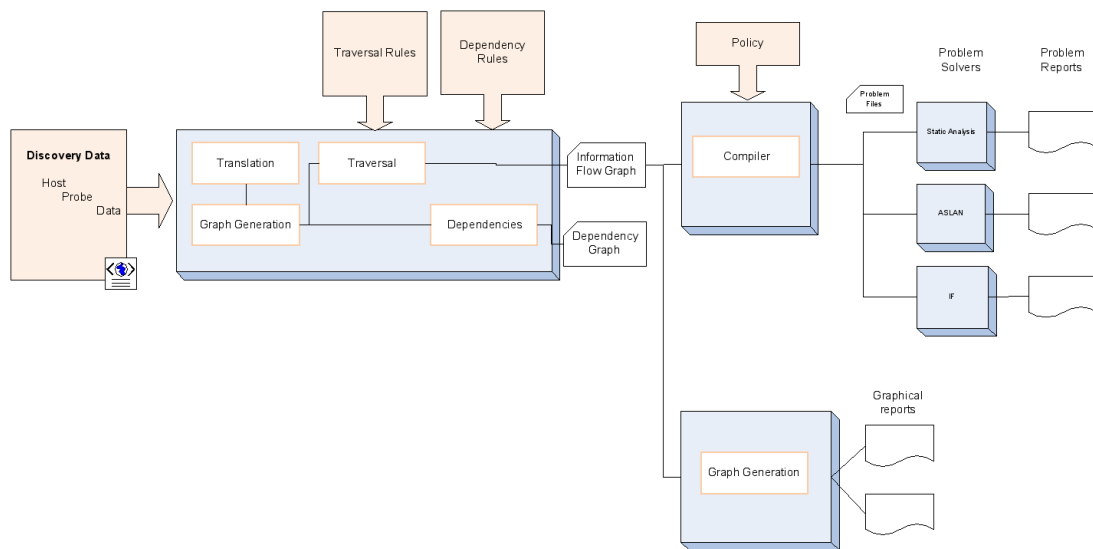 Traversal Rules
Dependency
Rules
Policy
Problem
Solvers
Problem
Reports
Problem
Files
Discovery Data
Host
Probe
Data
Translation
Traversal
Graph Generation
Dependencies
Information
Flow Graph
Dependency
Graph
Compiler
Static Analysis
ASLAN
IF
Graphical
reports
Graph Generation